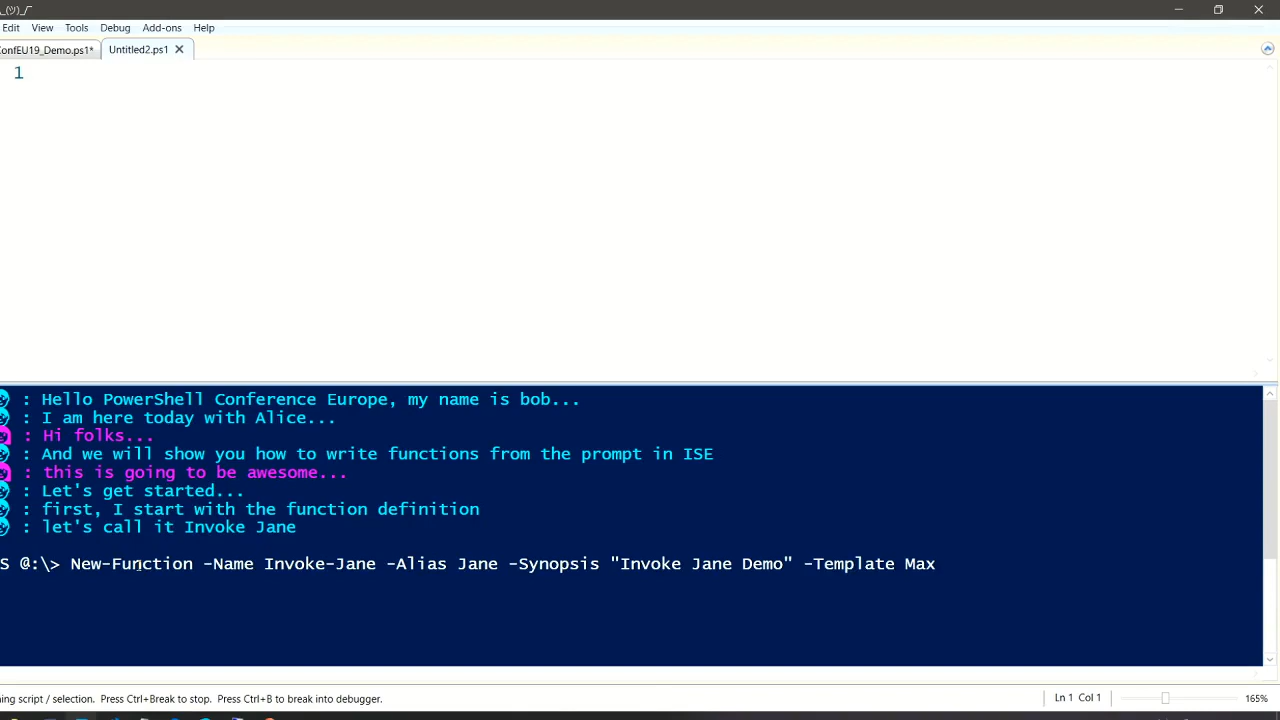 _(ツ)_/¯
Edit View Tools Debug Add-ons Help
onfEU19_Demo.ps1* Untitled2.ps1
1
: Hello PowerShell Conference Europe, my name is bob...
: I am here today with Alice...
: Hi folks...
: And we will show you how to write functions from the prompt in ISE
: this is going to be awesome...
: Let's get started...
: first, I start with the function definition
: let's call it Invoke Jane
S @:\> New-Function -Name Invoke-Jane -Alias Jane -Synopsis "Invoke Jane Demo" -Template Max
ing script / selection. Press Ctrl+Break to stop. Press Ctrl+B to break into debugger. Ln 1 Col 1 165%